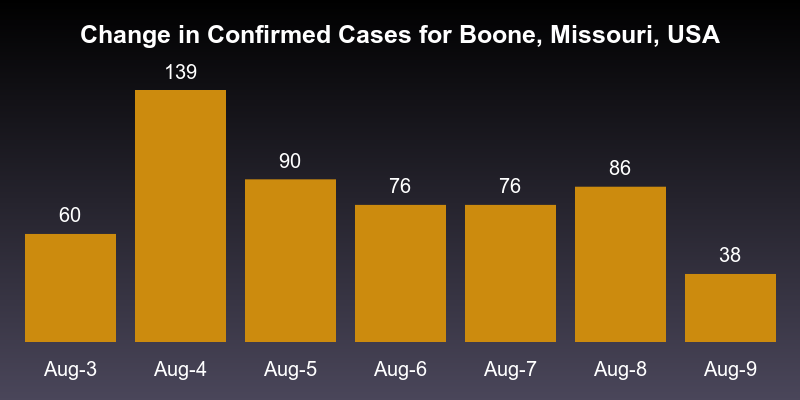 Change in Confirmed Cases for Boone, Missouri, USA
60
139
90
76
76
86
38
Aug-3
Aug-4
Aug-5
Aug-6
Aug-7
Aug-8
Aug-9